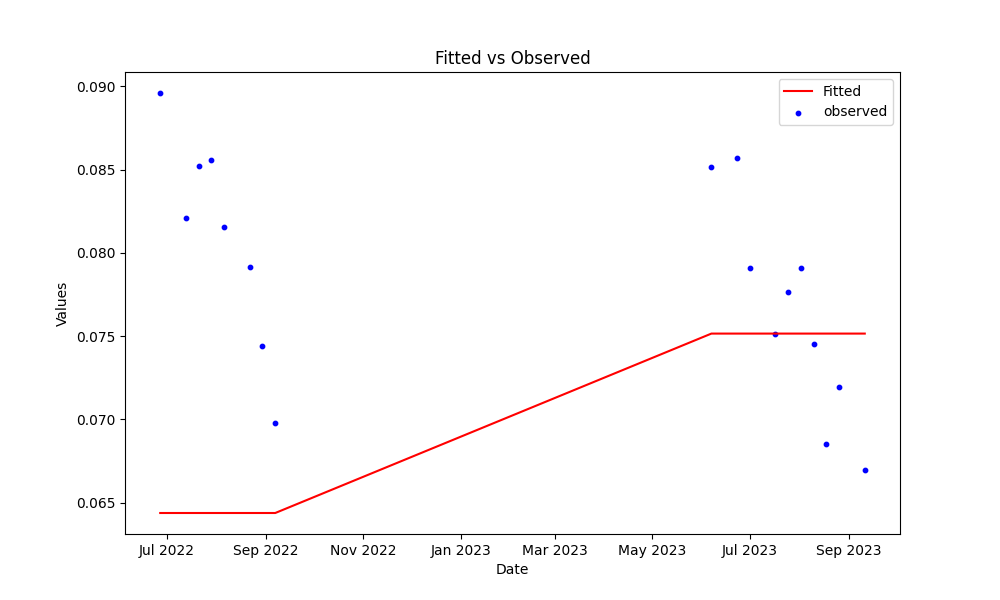 Fitted vs Observed
Fitted
observed
0.090
0.085
0.080
0.075
0.070
0.065
Values
Jul 2022
Sep 2022
Nov 2022
Jan 2023
Mar 2023
May 2023
Jul 2023
Sep 2023
Date